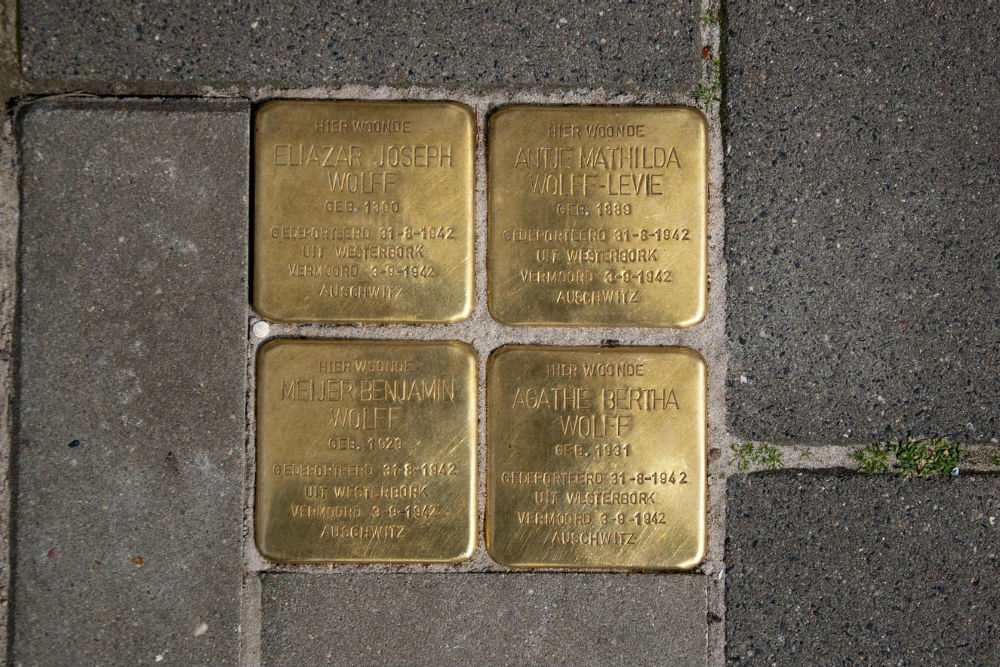 HIER WOONDE
ELIAZAR JOSEPH
WOLFF
GEB. 1890
GEDEPORTEERD 31-8-1942
UIT WESTERBORK
VERMOORD 3-9-1942
AUSCHWITZ
HIER WOONDE
ANTJE MATHILDA
WOLFF-LEVIE
GEB. 1889
GEDEPORTEERD 31-8-1942
UIT WESTERBORK
VERMOORD 3-9-1942
AUSCHWITZ
HIER WOONDE
MEIJER BENJAMIN
WOLFF
GEB. 1923
GEDEPORTEERD 31-8-1942
UIT WESTERBORK
VERMOORD 3-9-1942
AUSCHWITZ
HIER WOONDE
AGATHE BERTHA
WOLFF
GEB. 1931
GEDEPORTEERD 31-8-1942
UIT WESTERBORK
VERMOORD 3-9-1942
AUSCHWITZ